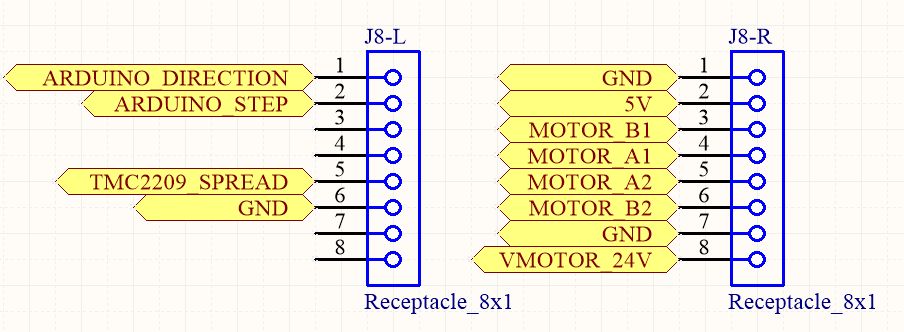 J8-L
ARDUINO_DIRECTION 1
ARDUINO_STEP 2
3
4
TMC2209_SPREAD 5
GND 6
7
8
Receptacle_8x1
J8-R
GND 1
5V 2
MOTOR_B1 3
MOTOR_A1 4
MOTOR_A2 5
MOTOR_B2 6
GND 7
VMOTOR_24V 8
Receptacle_8x1